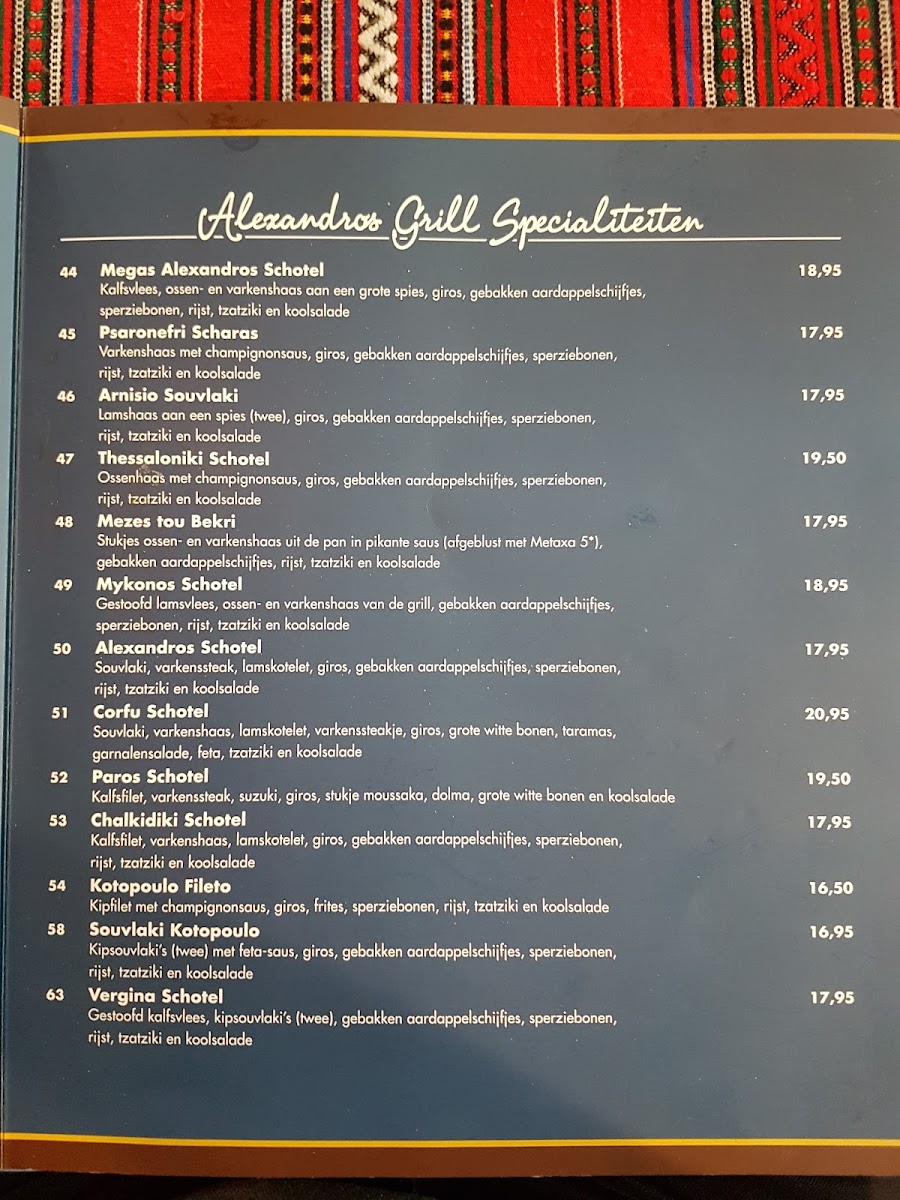 Alexandros Grill Specialiteiten
44 Megas Alexandros Schotel 18,95
Kalfsvlees, ossen- en varkenshaas aan een grote spies, giros, gebakken aardappelschijfjes,
sperziebonen, rijst, tzatziki en koolsalade
45 Psaronefri Scharas 17,95
Varkenshaas met champignonsaus, giros, gebakken aardappelschijfjes, sperziebonen,
rijst, tzatziki en koolsalade
46 Arnisio Souvlaki 17,95
Lamshaas aan een spies (twee), giros, gebakken aardappelschijfjes, sperziebonen,
rijst, tzatziki en koolsalade
47 Thessaloniki Schotel 19,50
Ossenhaas met champignonsaus, giros, gebakken aardappelschijfjes, sperziebonen,
rijst, tzatziki en koolsalade
48 Mezes tou Bekri 17,95
Stukjes ossen- en varkenshaas uit de pan in pikante saus (afgeblust met Metaxa 5*),
gebakken aardappelschijfjes, rijst, tzatziki en koolsalade
49 Mykonos Schotel 18,95
Gestoofd lamsvlees, ossen- en varkenshaas van de grill, gebakken aardappelschijfjes,
sperziebonen, rijst, tzatziki en koolsalade
50 Alexandros Schotel 17,95
Souvlaki, varkenssteak, lamskotelet, giros, gebakken aardappelschijfjes, sperziebonen,
rijst, tzatziki en koolsalade
51 Corfu Schotel 20,95
Souvlaki, varkenshaas, lamskotelet, varkenssteakje, giros, grote witte bonen, taramas,
garnalensalade, feta, tzatziki en koolsalade
52 Paros Schotel 19,50
Kalfsfilet, varkenssteak, suzuki, giros, stukje moussaka, dolma, grote witte bonen en koolsalade
53 Chalkidiki Schotel 17,95
Kalfsfilet, varkenshaas, lamskotelet, giros, gebakken aardappelschijfjes, sperziebonen,
rijst, tzatziki en koolsalade
54 Kotopoulo Fileto 16,50
Kipfilet met champignonsaus, giros, frites, sperziebonen, rijst, tzatziki en koolsalade
58 Souvlaki Kotopoulo 16,95
Kipsouvlaki's (twee) met feta-saus, giros, gebakken aardappelschijfjes, sperziebonen,
rijst, tzatziki en koolsalade
63 Vergina Schotel 17,95
Gestoofd kalfsvlees, kipsouvlaki's (twee), gebakken aardappelschijfjes, sperziebonen,
rijst, tzatziki en koolsalade